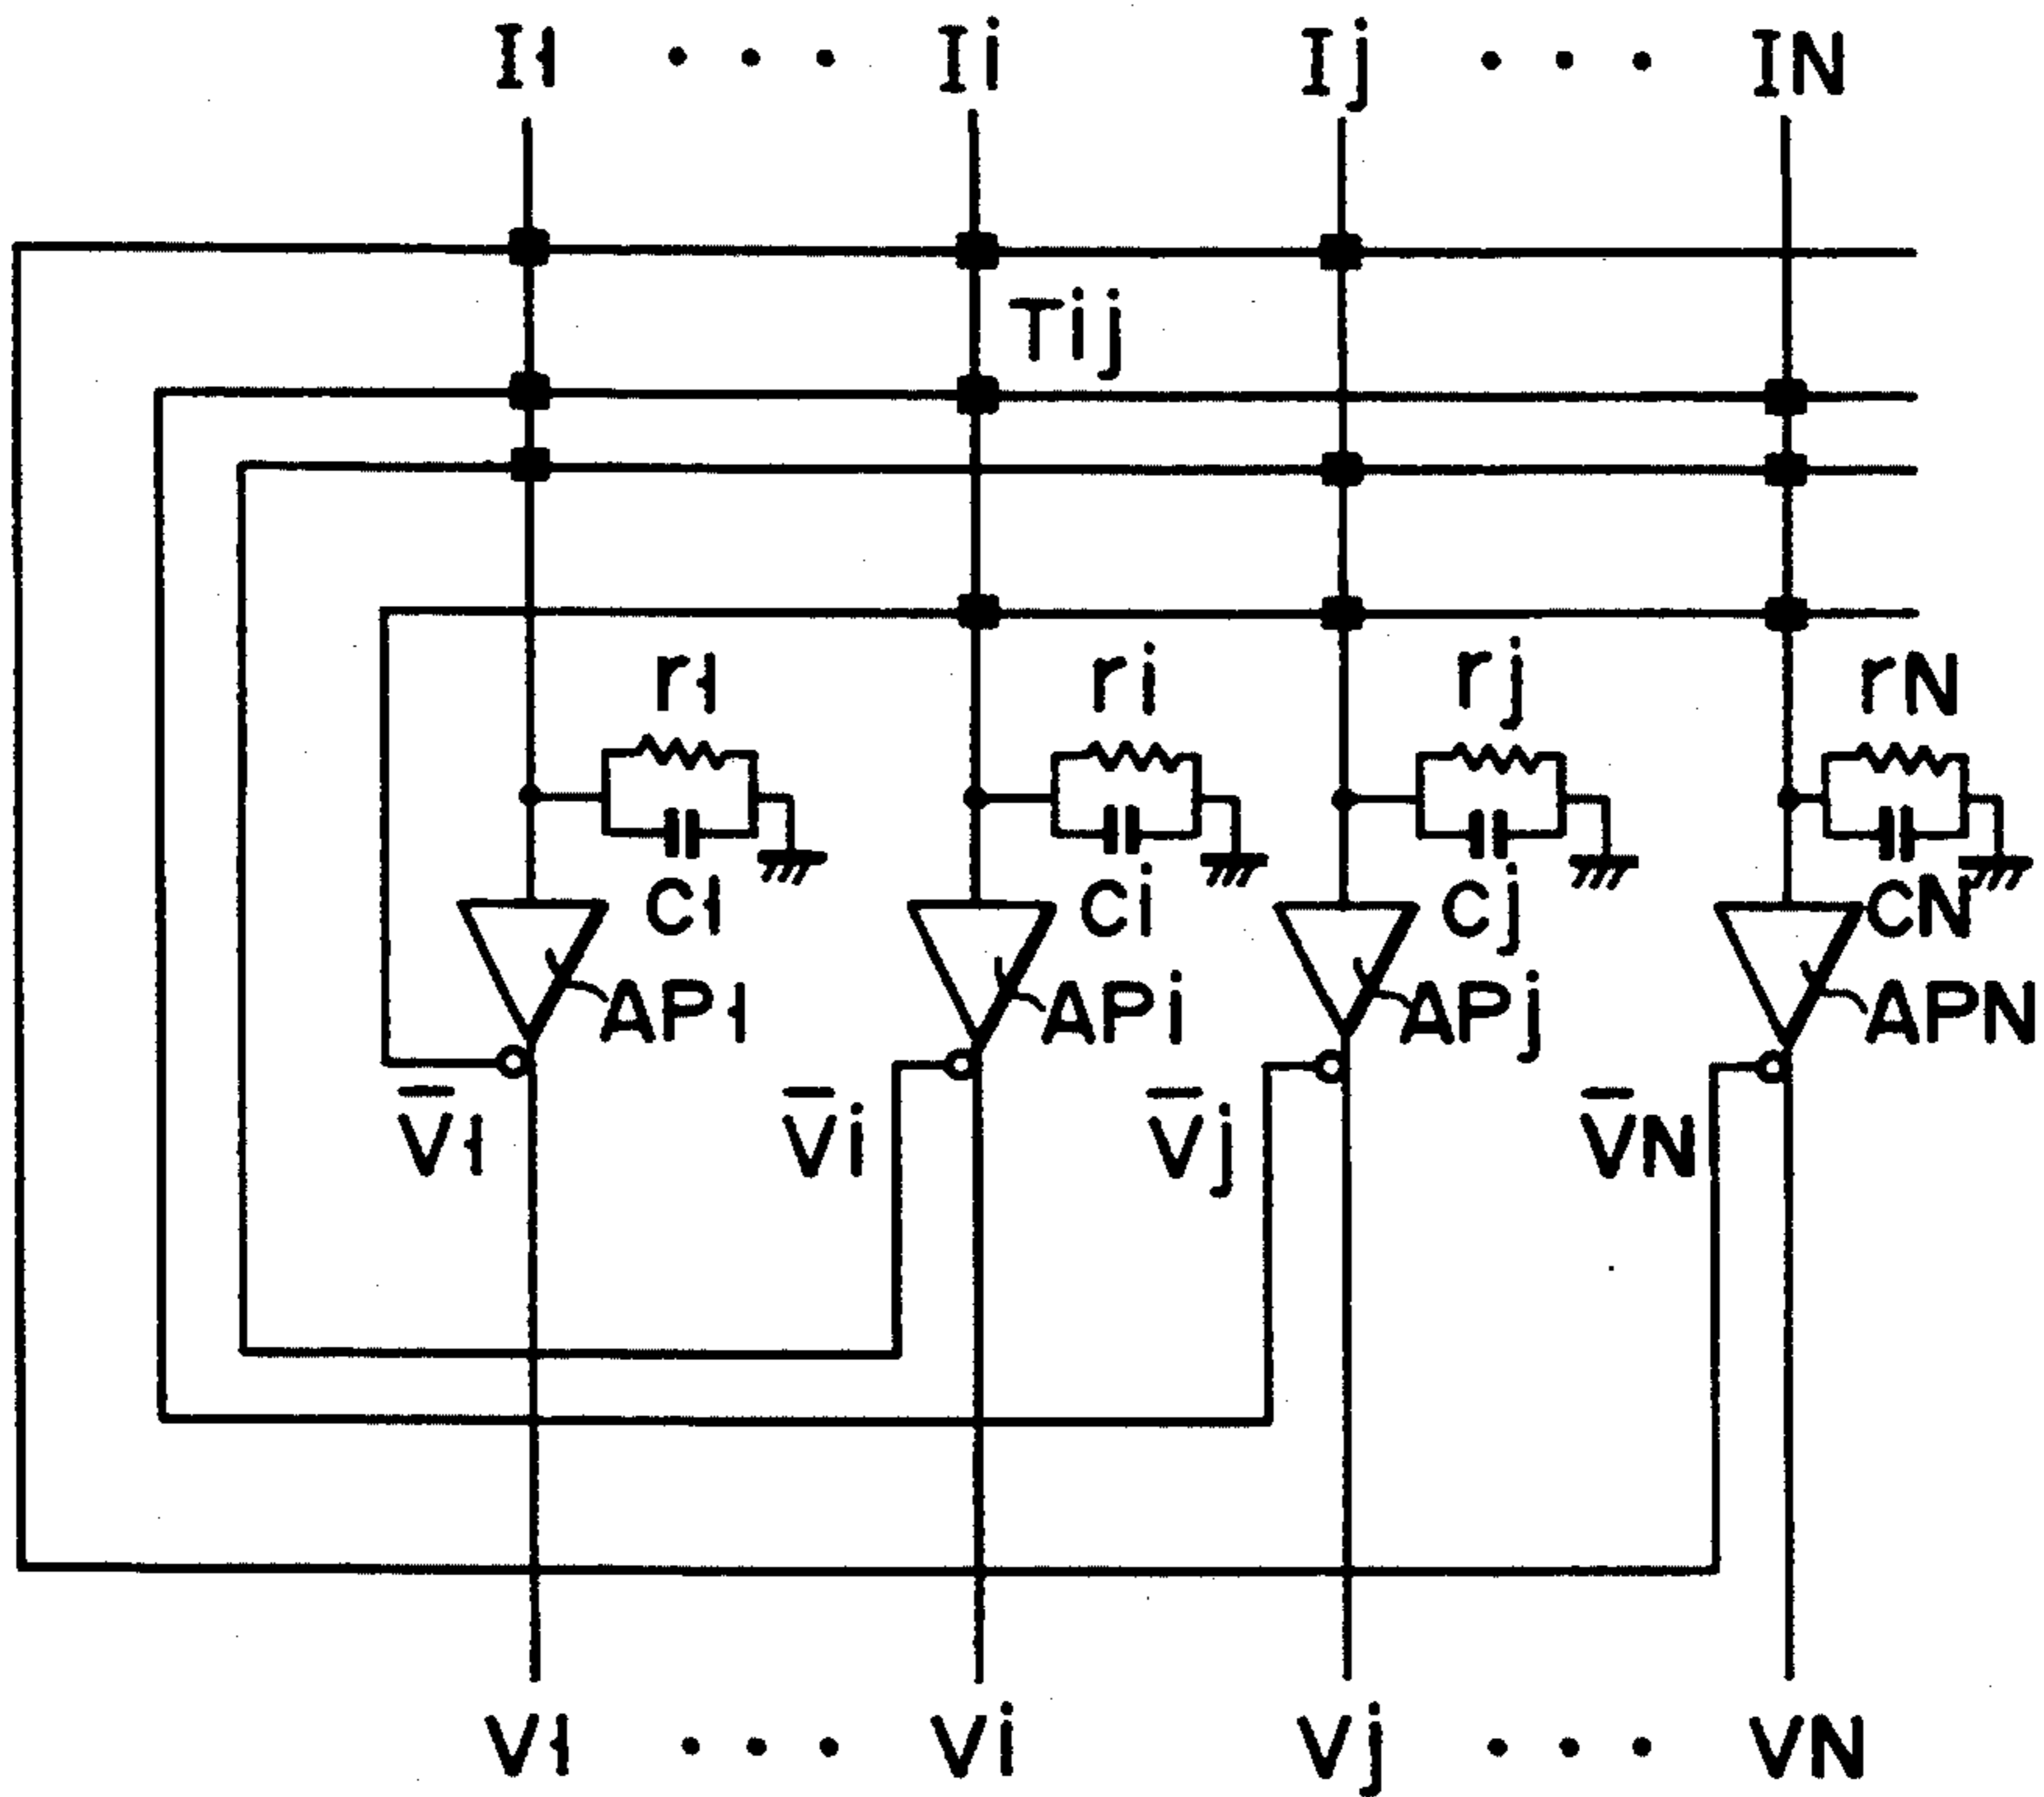 I1 • • • Ii Ij • • • IN
Tij
r1 ri rj rN
C1 Ci Cj CN
AP1 APi APj APN
V̅1 V̅i V̅j V̅N
V1 • • • Vi Vj • • • VN